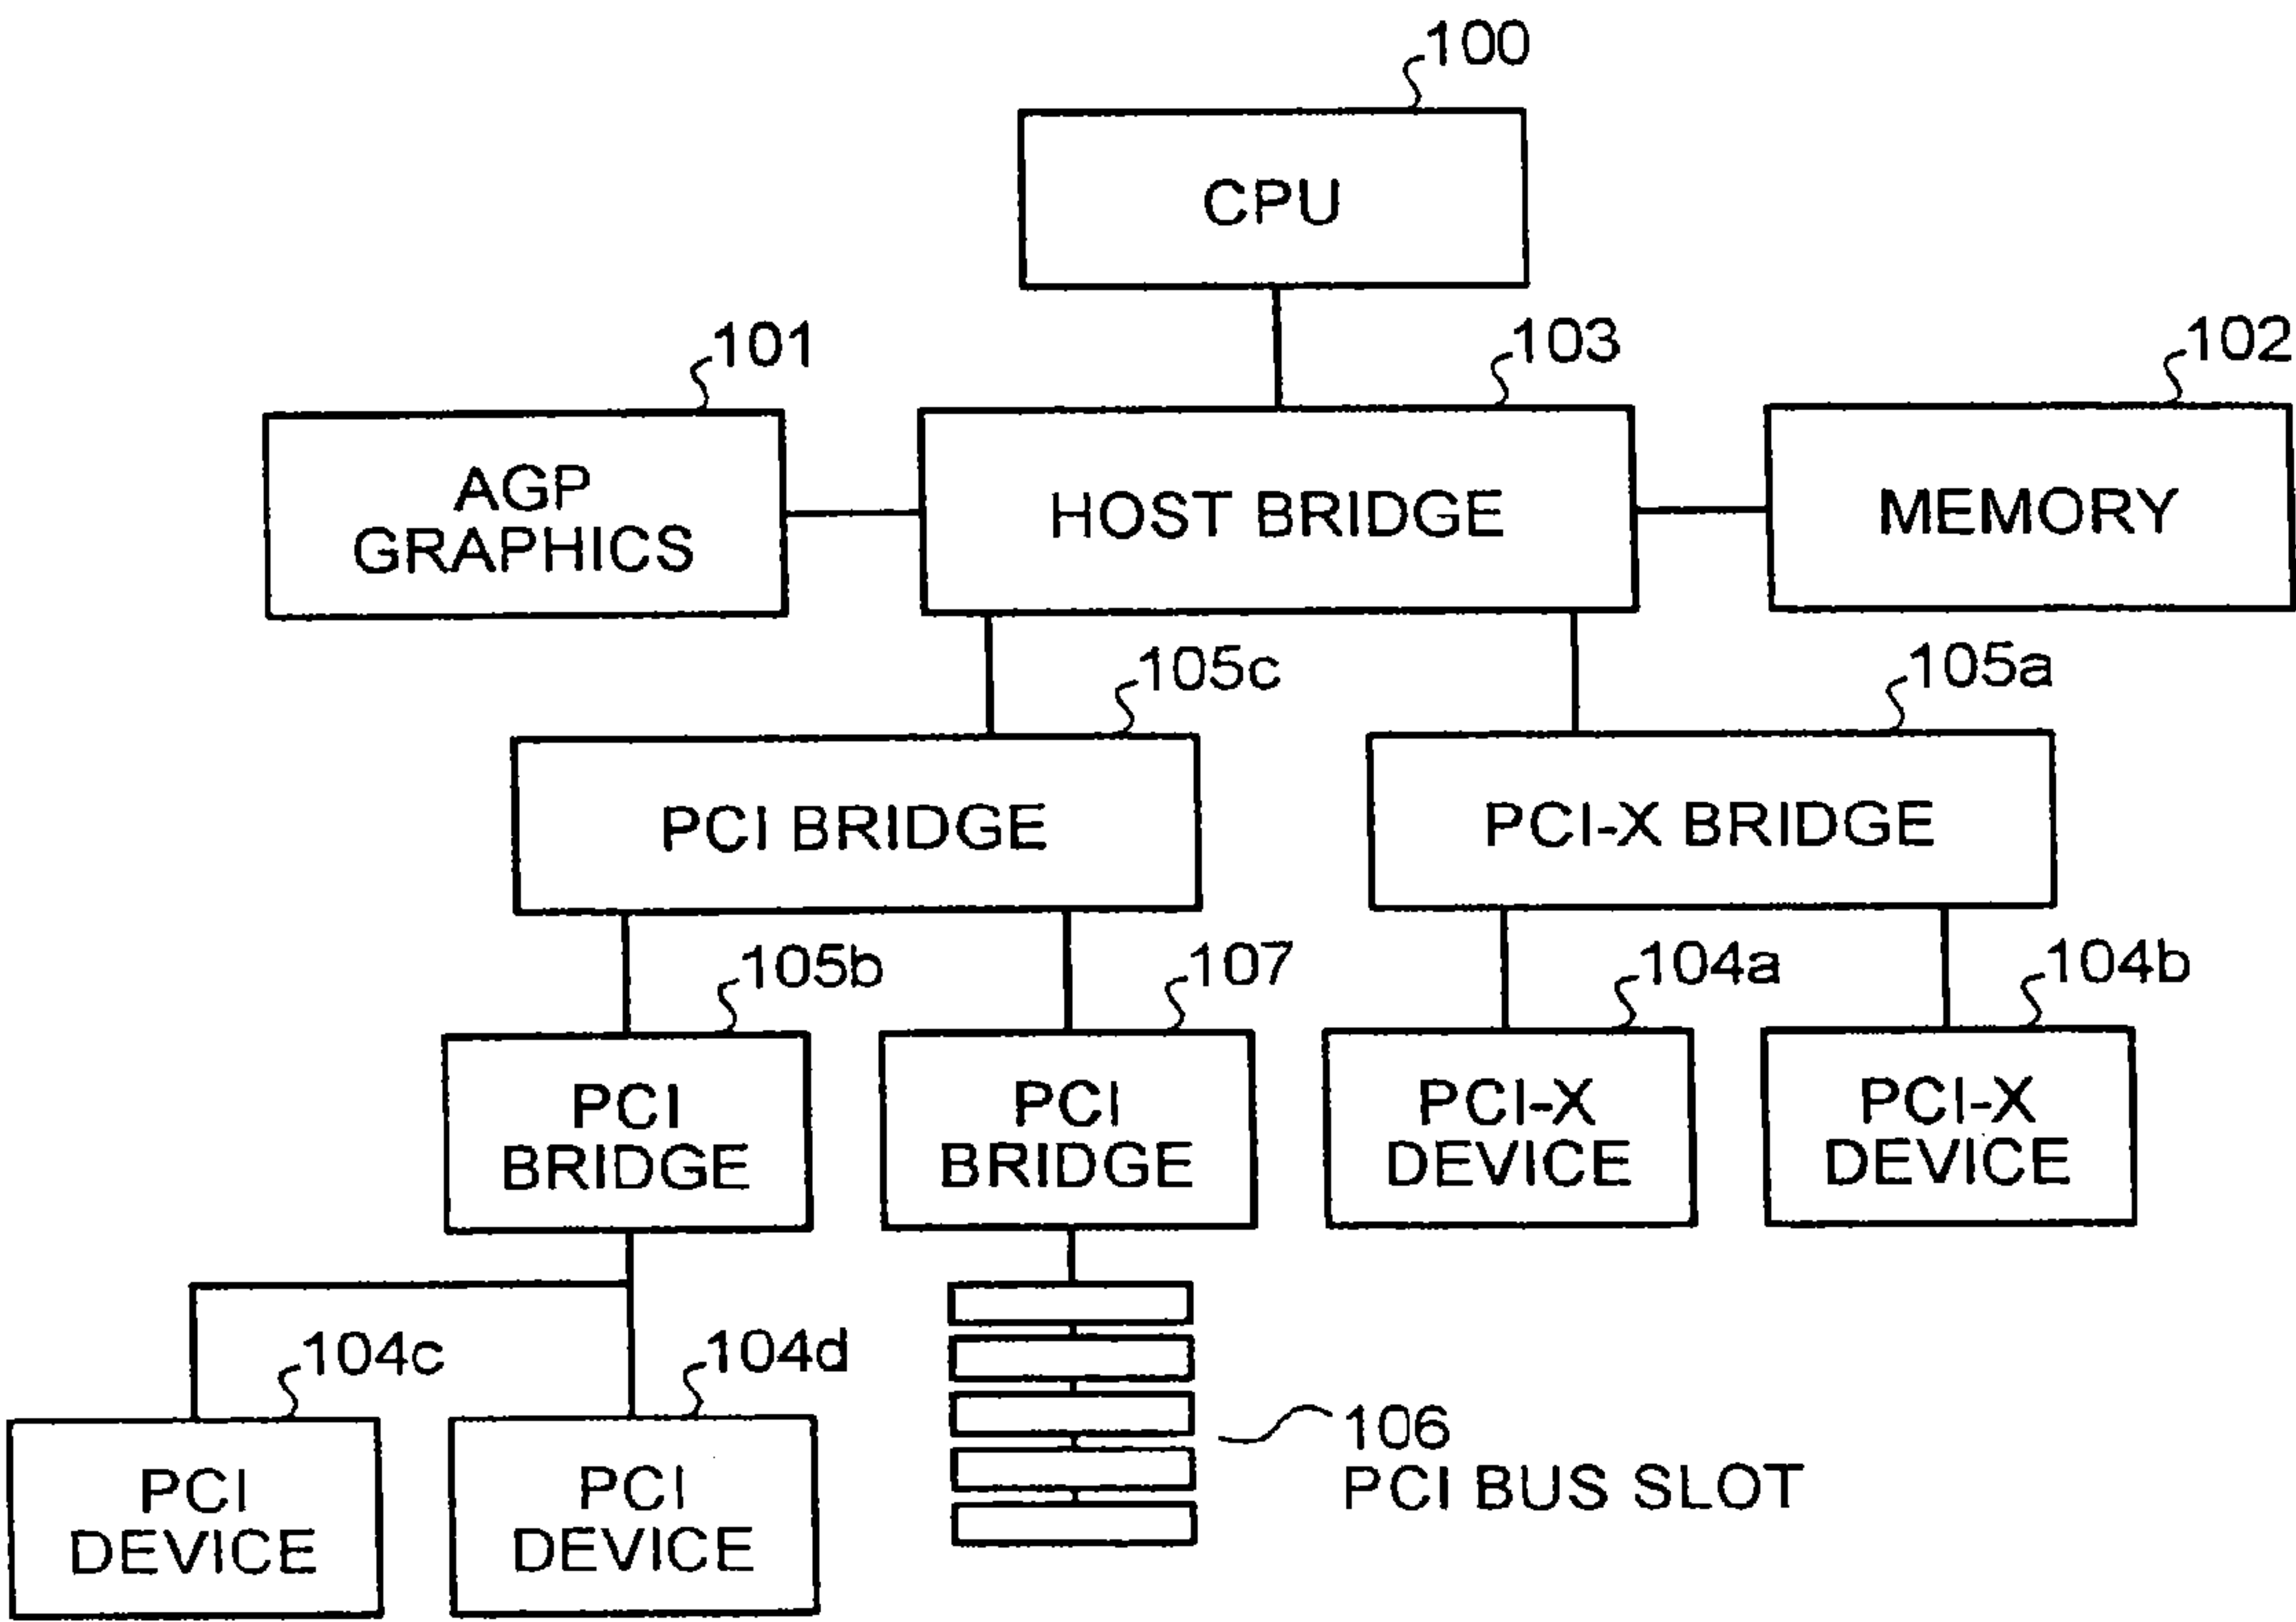 100
CPU
101
103
102
AGP
GRAPHICS
HOST BRIDGE
MEMORY
105c
105a
PCI BRIDGE
PCI-X BRIDGE
105b
107
104a
104b
PCI
BRIDGE
PCI
BRIDGE
PCI-X
DEVICE
PCI-X
DEVICE
104c
104d
106
PCI BUS SLOT
PCI
DEVICE
PCI
DEVICE